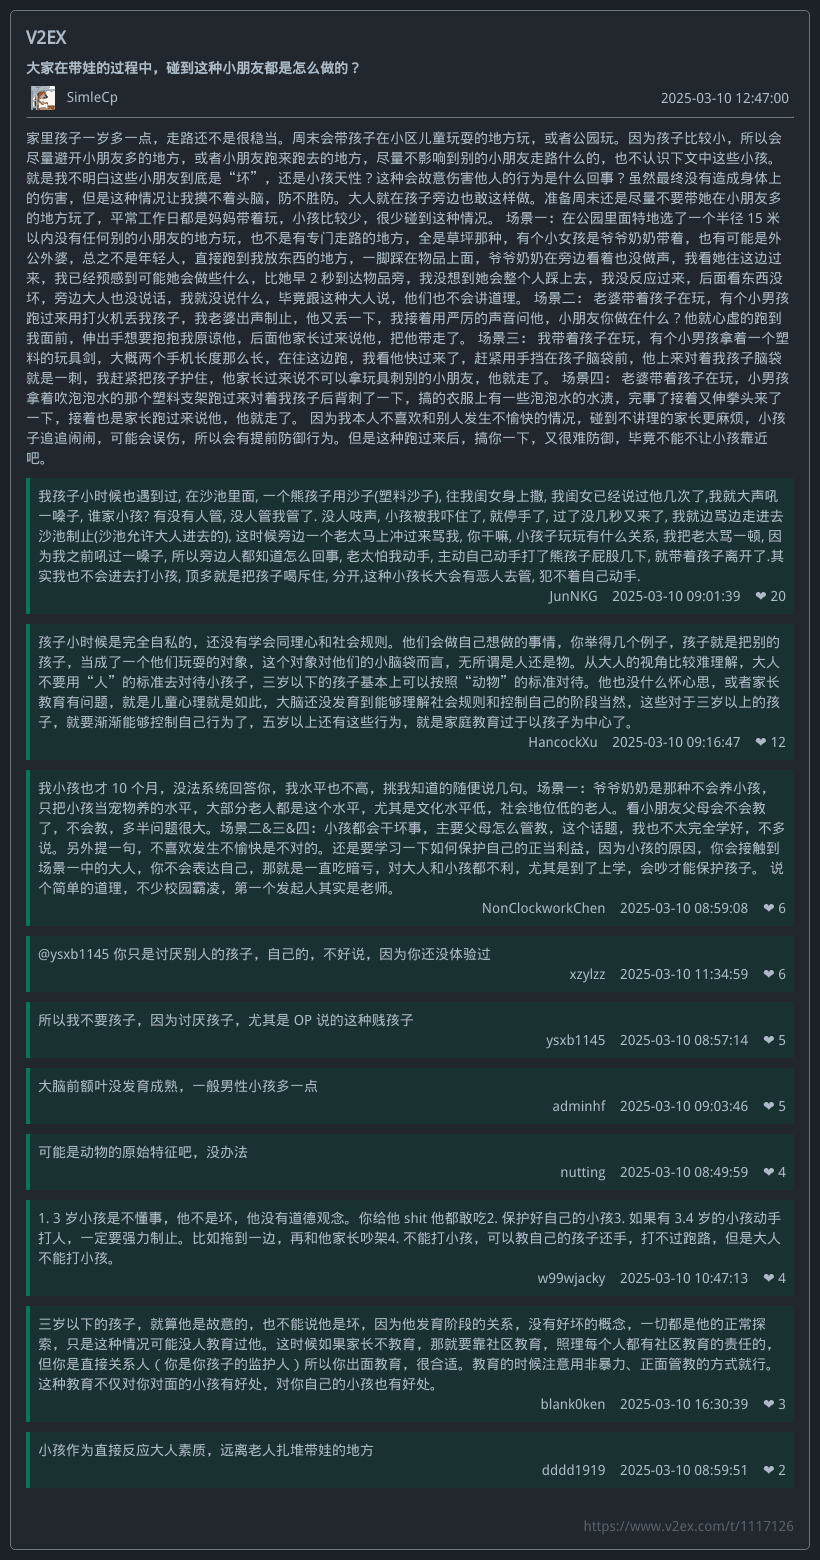 V2EX
大家在带娃的过程中，碰到这种小朋友都是怎么做的？
SimleCp 2025-03-10 12:47:00
家里孩子一岁多一点，走路还不是很稳当。周末会带孩子在小区儿童玩耍的地方玩，或者公园玩。因为孩子比较小，所以会
尽量避开小朋友多的地方，或者小朋友跑来跑去的地方，尽量不影响到别的小朋友走路什么的，也不认识下文中这些小孩。
就是我不明白这些小朋友到底是“坏”，还是小孩天性？这种会故意伤害他人的行为是什么回事？虽然最终没有造成身体上
的伤害，但是这种情况让我摸不着头脑，防不胜防。大人就在孩子旁边也敢这样做。准备周末还是尽量不要带她在小朋友多
的地方玩了，平常工作日都是妈妈带着玩，小孩比较少，很少碰到这种情况。 场景一：在公园里面特地选了一个半径 15 米
以内没有任何别的小朋友的地方玩，也不是有专门走路的地方，全是草坪那种，有个小女孩是爷爷奶奶带着，也有可能是外
公外婆，总之不是年轻人，直接跑到我放东西的地方，一脚踩在物品上面，爷爷奶奶在旁边看着也没做声，我看她往这边过
来，我已经预感到可能她会做些什么，比她早 2 秒到达物品旁，我没想到她会整个人踩上去，我没反应过来，后面看东西没
坏，旁边大人也没说话，我就没说什么，毕竟跟这种大人说，他们也不会讲道理。 场景二： 老婆带着孩子在玩，有个小男孩
跑过来用打火机丢我孩子，我老婆出声制止，他又丢一下，我接着用严厉的声音问他，小朋友你做在什么？他就心虚的跑到
我面前，伸出手想要抱抱我原谅他，后面他家长过来说他，把他带走了。 场景三： 我带着孩子在玩，有个小男孩拿着一个塑
料的玩具剑，大概两个手机长度那么长，在往这边跑，我看他快过来了，赶紧用手挡在孩子脑袋前，他上来对着我孩子脑袋
就是一刺，我赶紧把孩子护住，他家长过来说不可以拿玩具刺别的小朋友，他就走了。 场景四： 老婆带着孩子在玩，小男孩
拿着吹泡泡水的那个塑料支架跑过来对着我孩子后背刺了一下，搞的衣服上有一些泡泡水的水渍，完事了接着又伸拳头来了
一下，接着也是家长跑过来说他，他就走了。 因为我本人不喜欢和别人发生不愉快的情况，碰到不讲理的家长更麻烦，小孩
子追追闹闹，可能会误伤，所以会有提前防御行为。但是这种跑过来后，搞你一下，又很难防御，毕竟不能不让小孩靠近
吧。
我孩子小时候也遇到过, 在沙池里面, 一个熊孩子用沙子(塑料沙子), 往我闺女身上撒, 我闺女已经说过他几次了,我就大声吼
一嗓子, 谁家小孩? 有没有人管, 没人管我管了. 没人吱声, 小孩被我吓住了, 就停手了, 过了没几秒又来了, 我就边骂边走进去
沙池制止(沙池允许大人进去的), 这时候旁边一个老太马上冲过来骂我, 你干嘛, 小孩子玩玩有什么关系, 我把老太骂一顿, 因
为我之前吼过一嗓子, 所以旁边人都知道怎么回事, 老太怕我动手, 主动自己动手打了熊孩子屁股几下, 就带着孩子离开了.其
实我也不会进去打小孩, 顶多就是把孩子喝斥住, 分开,这种小孩长大会有恶人去管, 犯不着自己动手.
JunNKG 2025-03-10 09:01:39 ❤ 20
孩子小时候是完全自私的，还没有学会同理心和社会规则。他们会做自己想做的事情，你举得几个例子，孩子就是把别的
孩子，当成了一个他们玩耍的对象，这个对象对他们的小脑袋而言，无所谓是人还是物。从大人的视角比较难理解，大人
不要用“人”的标准去对待小孩子，三岁以下的孩子基本上可以按照“动物”的标准对待。他也没什么怀心思，或者家长
教育有问题，就是儿童心理就是如此，大脑还没发育到能够理解社会规则和控制自己的阶段当然，这些对于三岁以上的孩
子，就要渐渐能够控制自己行为了，五岁以上还有这些行为，就是家庭教育过于以孩子为中心了。
HancockXu 2025-03-10 09:16:47 ❤ 12
我小孩也才 10 个月，没法系统回答你，我水平也不高，挑我知道的随便说几句。场景一：爷爷奶奶是那种不会养小孩，
只把小孩当宠物养的水平，大部分老人都是这个水平，尤其是文化水平低，社会地位低的老人。看小朋友父母会不会教
了，不会教，多半问题很大。场景二&三&四：小孩都会干坏事，主要父母怎么管教，这个话题，我也不太完全学好，不多
说。另外提一句，不喜欢发生不愉快是不对的。还是要学习一下如何保护自己的正当利益，因为小孩的原因，你会接触到
场景一中的大人，你不会表达自己，那就是一直吃暗亏，对大人和小孩都不利，尤其是到了上学，会吵才能保护孩子。 说
个简单的道理，不少校园霸凌，第一个发起人其实是老师。
NonClockworkChen 2025-03-10 08:59:08 ❤ 6
@ysxb1145 你只是讨厌别人的孩子，自己的，不好说，因为你还没体验过
xzylzz 2025-03-10 11:34:59 ❤ 6
所以我不要孩子，因为讨厌孩子，尤其是 OP 说的这种贱孩子
ysxb1145 2025-03-10 08:57:14 ❤ 5
大脑前额叶没发育成熟，一般男性小孩多一点
adminhf 2025-03-10 09:03:46 ❤ 5
可能是动物的原始特征吧，没办法
nutting 2025-03-10 08:49:59 ❤ 4
1. 3 岁小孩是不懂事，他不是坏，他没有道德观念。你给他 shit 他都敢吃2. 保护好自己的小孩3. 如果有 3.4 岁的小孩动手
打人，一定要强力制止。比如拖到一边，再和他家长吵架4. 不能打小孩，可以教自己的孩子还手，打不过跑路，但是大人
不能打小孩。
w99wjacky 2025-03-10 10:47:13 ❤ 4
三岁以下的孩子，就算他是故意的，也不能说他是坏，因为他发育阶段的关系，没有好坏的概念，一切都是他的正常探
索，只是这种情况可能没人教育过他。这时候如果家长不教育，那就要靠社区教育，照理每个人都有社区教育的责任的，
但你是直接关系人（你是你孩子的监护人）所以你出面教育，很合适。教育的时候注意用非暴力、正面管教的方式就行。
这种教育不仅对你对面的小孩有好处，对你自己的小孩也有好处。
blank0ken 2025-03-10 16:30:39 ❤ 3
小孩作为直接反应大人素质，远离老人扎堆带娃的地方
dddd1919 2025-03-10 08:59:51 ❤ 2
https://www.v2ex.com/t/1117126